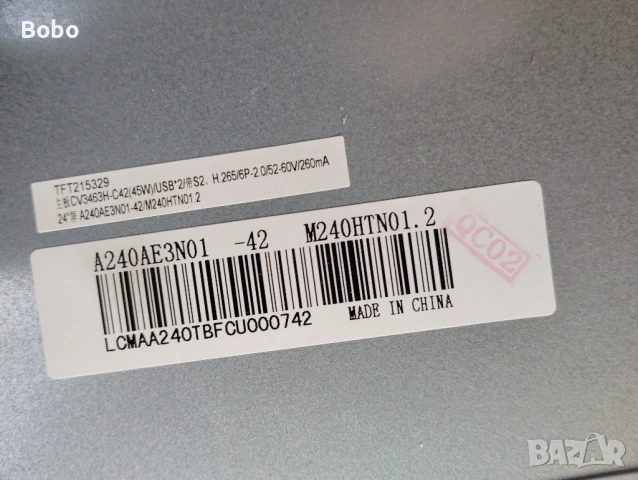 Bobo
TFT215329
主板CV3463H-C42(45W)/USB*2/带S2、H.265/6P-2.0/52-60V/260mA
24"屏 A240AE3N01-42/M240HTN01.2
A240AE3N01 -42 M240HTN01.2
QC02
LCMAA240TBFCU000742
MADE IN CHINA
BAZAR